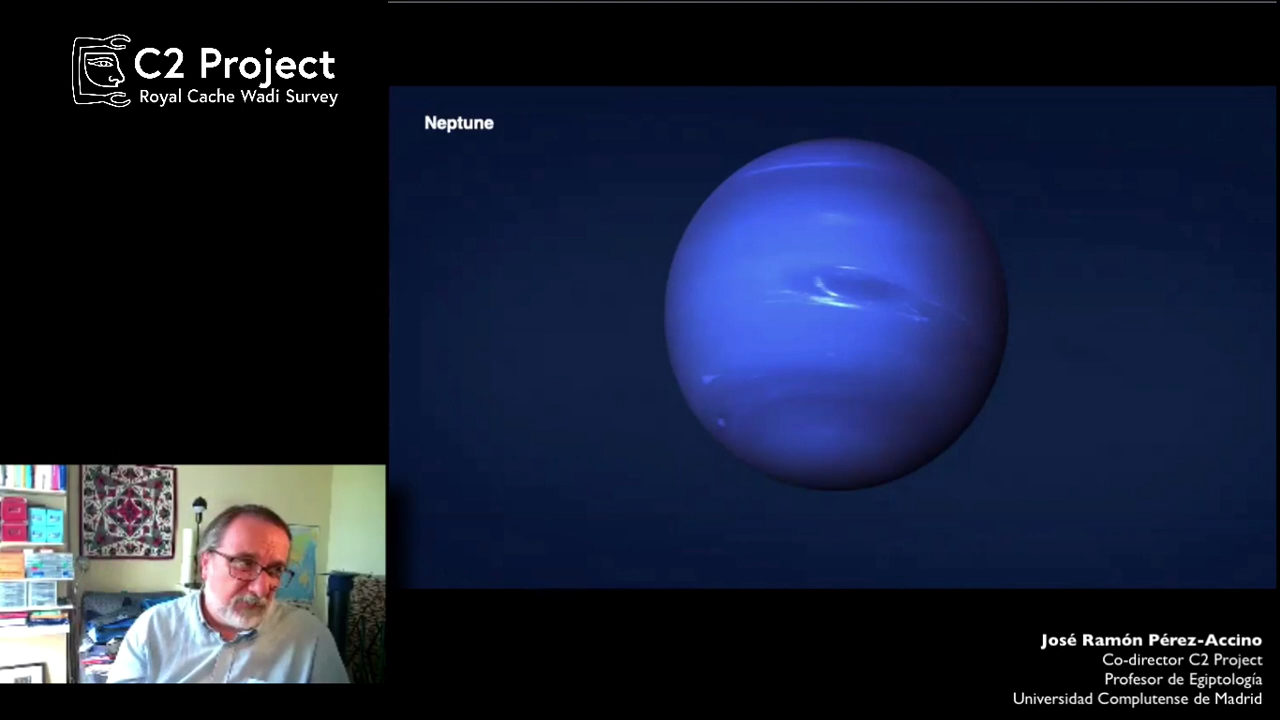 C2 Project
Royal Cache Wadi Survey
Neptune
José Ramón Pérez-Accino
Co-director C2 Project
Profesor de Egiptología
Universidad Complutense de Madrid